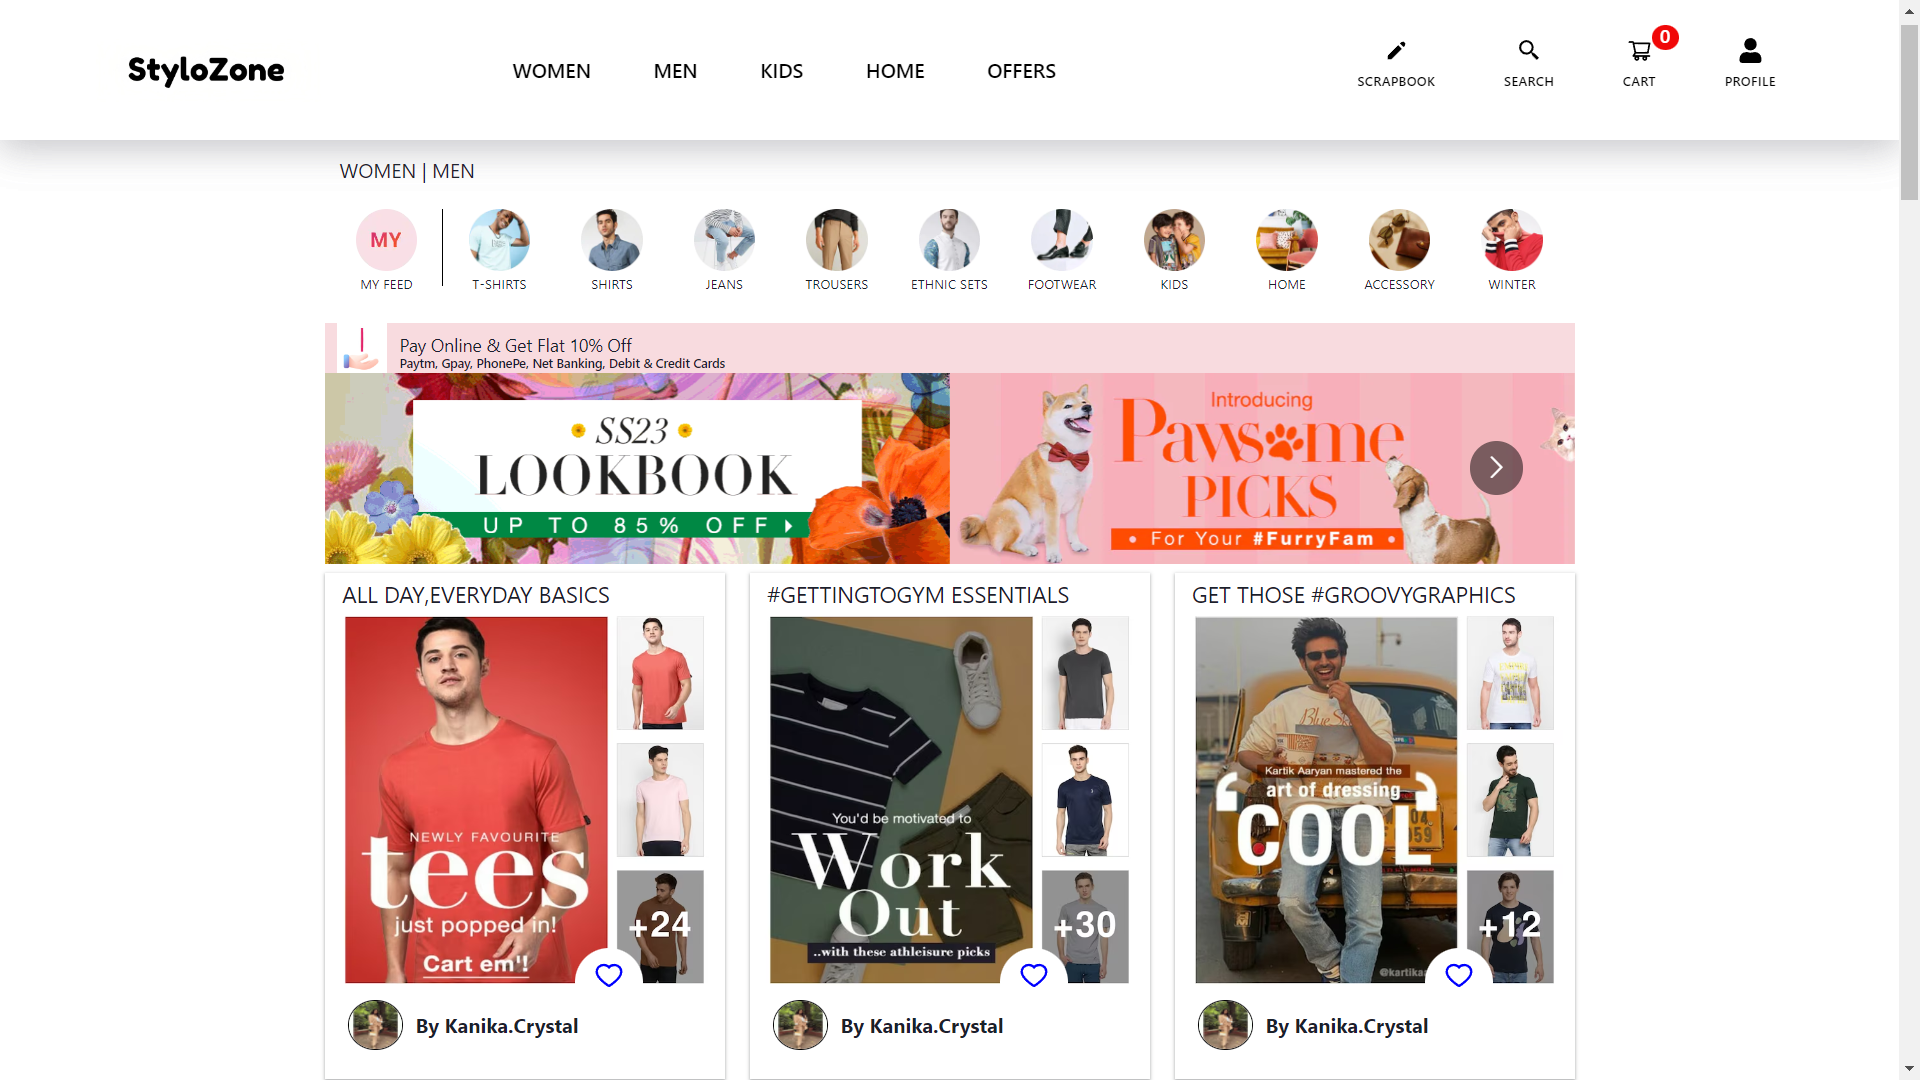 StyloZone
WOMEN
MEN
KIDS
HOME
OFFERS
SCRAPBOOK
SEARCH
0
CART
PROFILE
WOMEN | MEN
MY
MY FEED
T-SHIRTS
SHIRTS
JEANS
TROUSERS
ETHNIC SETS
FOOTWEAR
KIDS
HOME
ACCESSORY
WINTER
Pay Online & Get Flat 10% Off
Paytm, Gpay, PhonePe, Net Banking, Debit & Credit Cards
SS23
LOOKBOOK
UP TO 85% OFF
Introducing
Pawsome
PICKS
• For Your #FurryFam •
ALL DAY,EVERYDAY BASICS
NEWLY FAVOURITE
tees
just popped in!
Cart em'!
+24
By Kanika.Crystal
#GETTINGTOGYM ESSENTIALS
You'd be motivated to
Work
Out
..with these athleisure picks
+30
By Kanika.Crystal
GET THOSE #GROOVYGRAPHICS
Kartik Aaryan mastered the
art of dressing
COOL
+12
By Kanika.Crystal